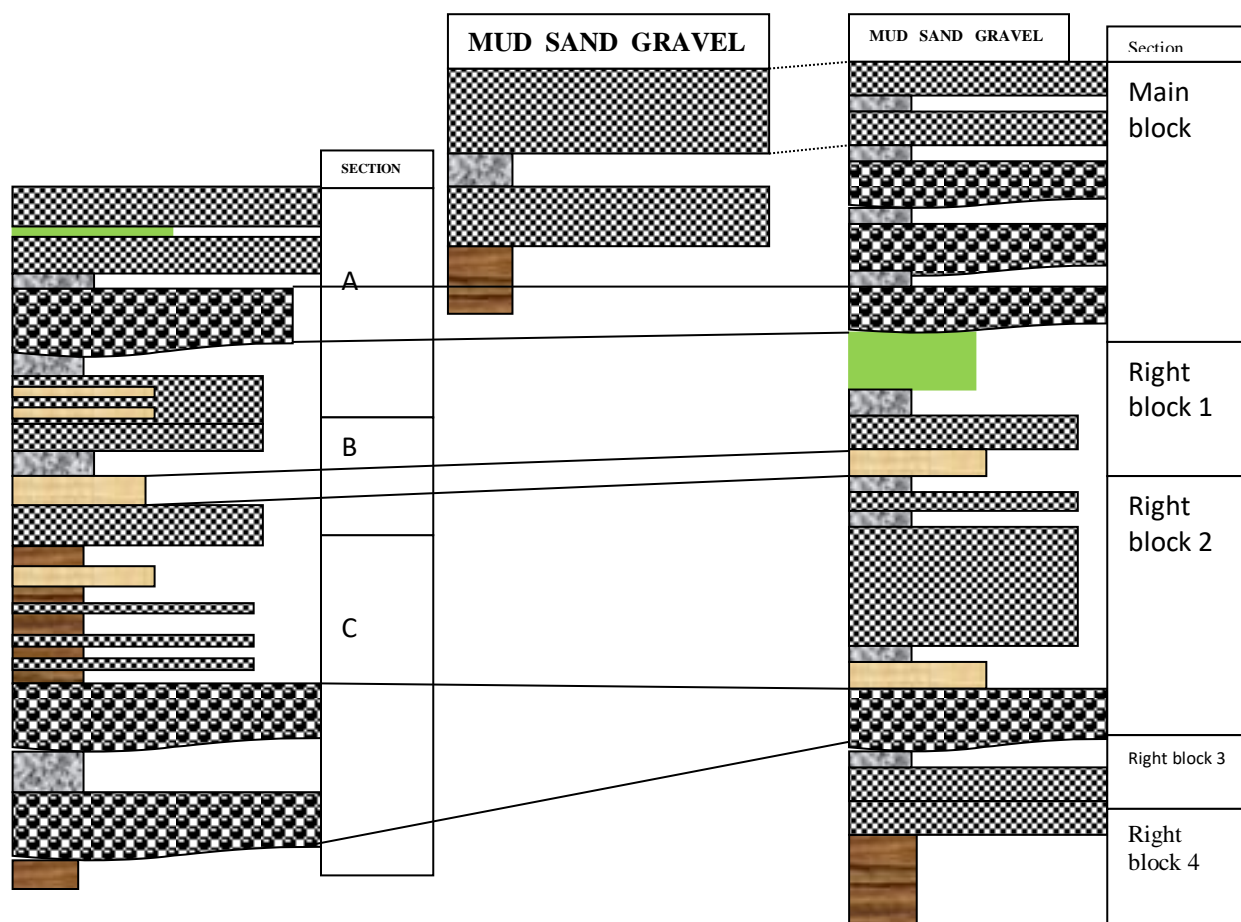 MUD SAND GRAVEL
MUD SAND GRAVEL
Section
Main
block
SECTION
A
Right
block 1
B
Right
block 2
C
Right block 3
Right
block 4